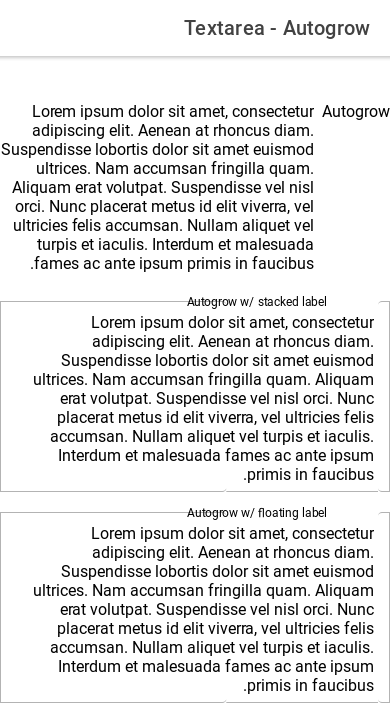 Textarea - Autogrow
Autogrow
Lorem ipsum dolor sit amet, consectetur
adipiscing elit. Aenean at rhoncus diam.
Suspendisse lobortis dolor sit amet euismod
ultrices. Nam accumsan fringilla quam.
Aliquam erat volutpat. Suspendisse vel nisl
orci. Nunc placerat metus id elit viverra, vel
ultricies felis accumsan. Nullam aliquet vel
turpis et iaculis. Interdum et malesuada
.fames ac ante ipsum primis in faucibus
Autogrow w/ stacked label
Lorem ipsum dolor sit amet, consectetur
adipiscing elit. Aenean at rhoncus diam.
Suspendisse lobortis dolor sit amet euismod
ultrices. Nam accumsan fringilla quam. Aliquam
erat volutpat. Suspendisse vel nisl orci. Nunc
placerat metus id elit viverra, vel ultricies felis
accumsan. Nullam aliquet vel turpis et iaculis.
Interdum et malesuada fames ac ante ipsum
.primis in faucibus
Autogrow w/ floating label
Lorem ipsum dolor sit amet, consectetur
adipiscing elit. Aenean at rhoncus diam.
Suspendisse lobortis dolor sit amet euismod
ultrices. Nam accumsan fringilla quam. Aliquam
erat volutpat. Suspendisse vel nisl orci. Nunc
placerat metus id elit viverra, vel ultricies felis
accumsan. Nullam aliquet vel turpis et iaculis.
Interdum et malesuada fames ac ante ipsum
.primis in faucibus